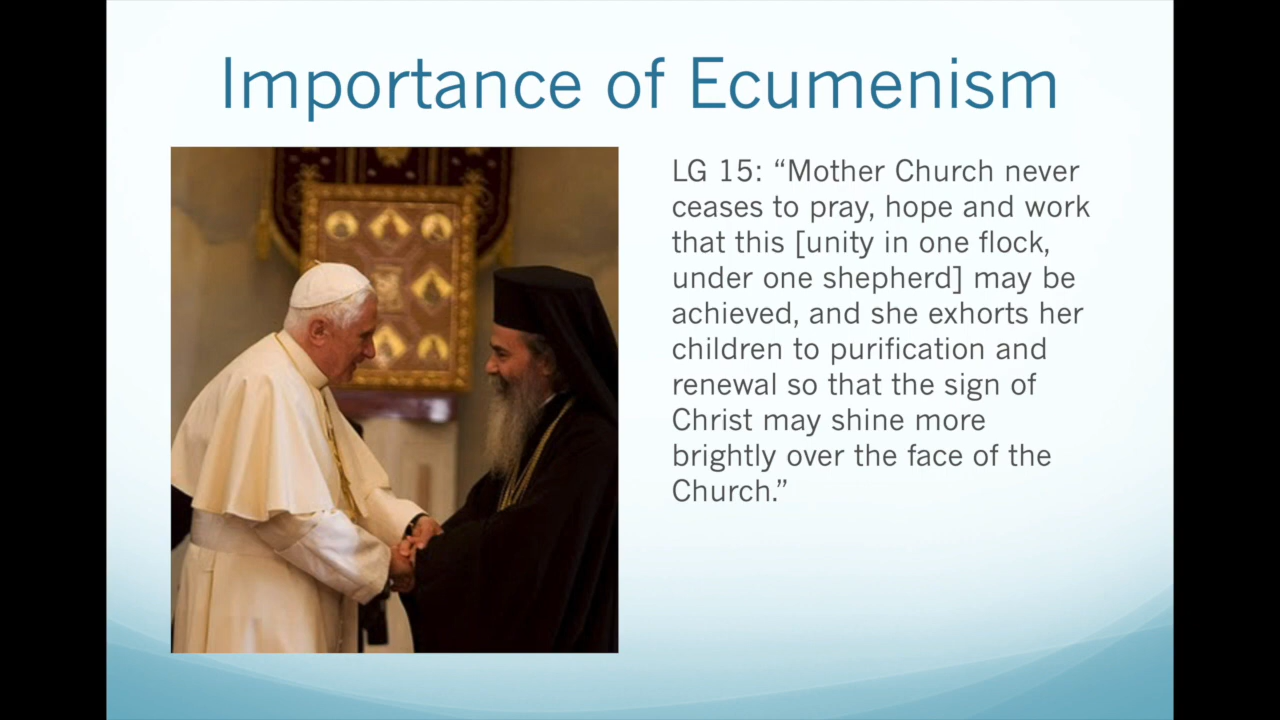 Importance of Ecumenism
LG 15: “Mother Church never
ceases to pray, hope and work
that this [unity in one flock,
under one shepherd] may be
achieved, and she exhorts her
children to purification and
renewal so that the sign of
Christ may shine more
brightly over the face of the
Church.”